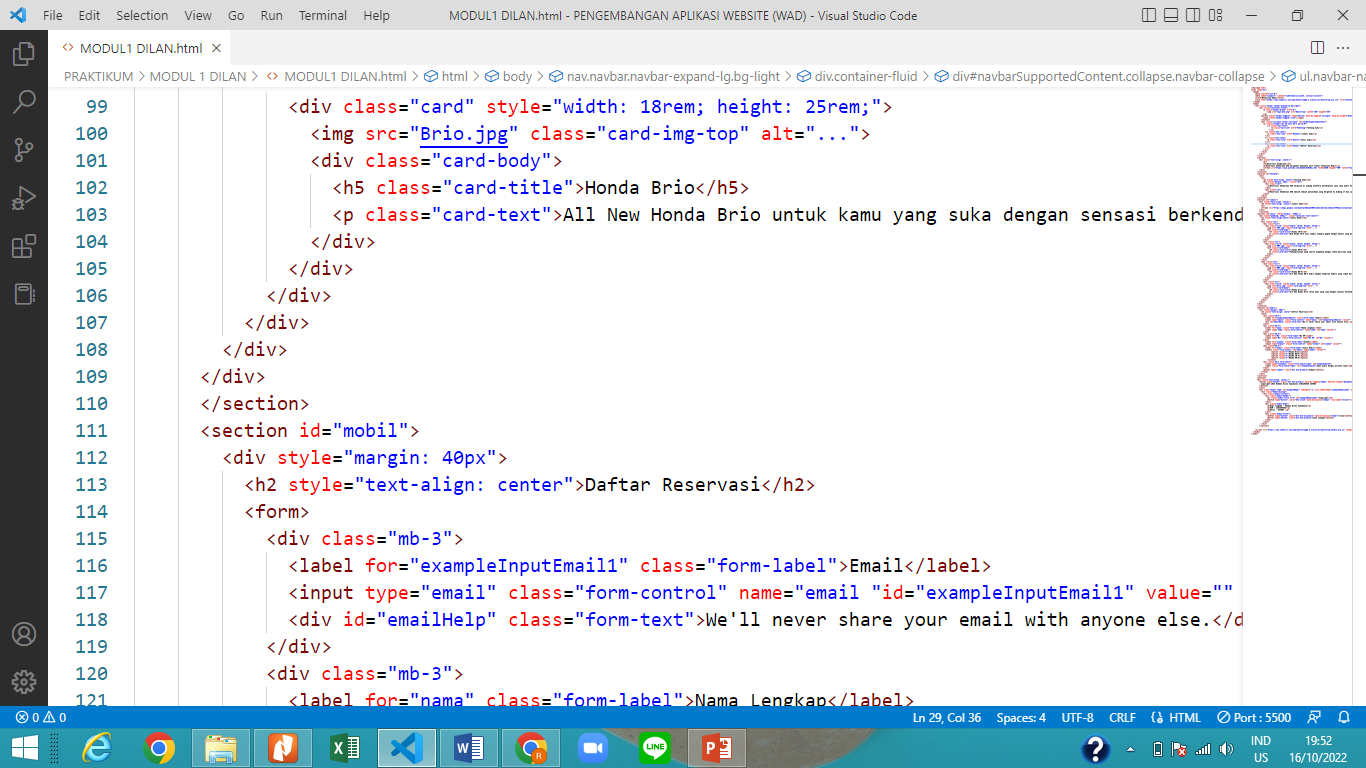 File Edit Selection View Go Run Terminal Help MODUL1 DILAN.html - PENGEMBANGAN APLIKASI WEBSITE (WAD) - Visual Studio Code
MODUL1 DILAN.html
PRAKTIKUM > MODUL 1 DILAN > MODUL1 DILAN.html > html > body > nav.navbar.navbar-expand-lg.bg-light > div.container-fluid > div#navbarSupportedContent.collapse.navbar-collapse > ul.navbar-na
99 <div class="card" style="width: 18rem; height: 25rem;">
100 <img src="Brio.jpg" class="card-img-top" alt="...">
101 <div class="card-body">
102 <h5 class="card-title">Honda Brio</h5>
103 <p class="card-text">All New Honda Brio untuk kamu yang suka dengan sensasi berkend
104 </div>
105 </div>
106 </div>
107 </div>
108 </div>
109 </div>
110 </section>
111 <section id="mobil">
112 <div style="margin: 40px">
113 <h2 style="text-align: center">Daftar Reservasi</h2>
114 <form>
115 <div class="mb-3">
116 <label for="exampleInputEmail1" class="form-label">Email</label>
117 <input type="email" class="form-control" name="email "id="exampleInputEmail1" value=""
118 <div id="emailHelp" class="form-text">We'll never share your email with anyone else.</d
119 </div>
120 <div class="mb-3">
121 <label for="nama" class="form-label">Nama Lengkap</label>
0 0 Ln 29, Col 36 Spaces: 4 UTF-8 CRLF HTML Port : 5500
IND 19:52
US 16/10/2022
LINE